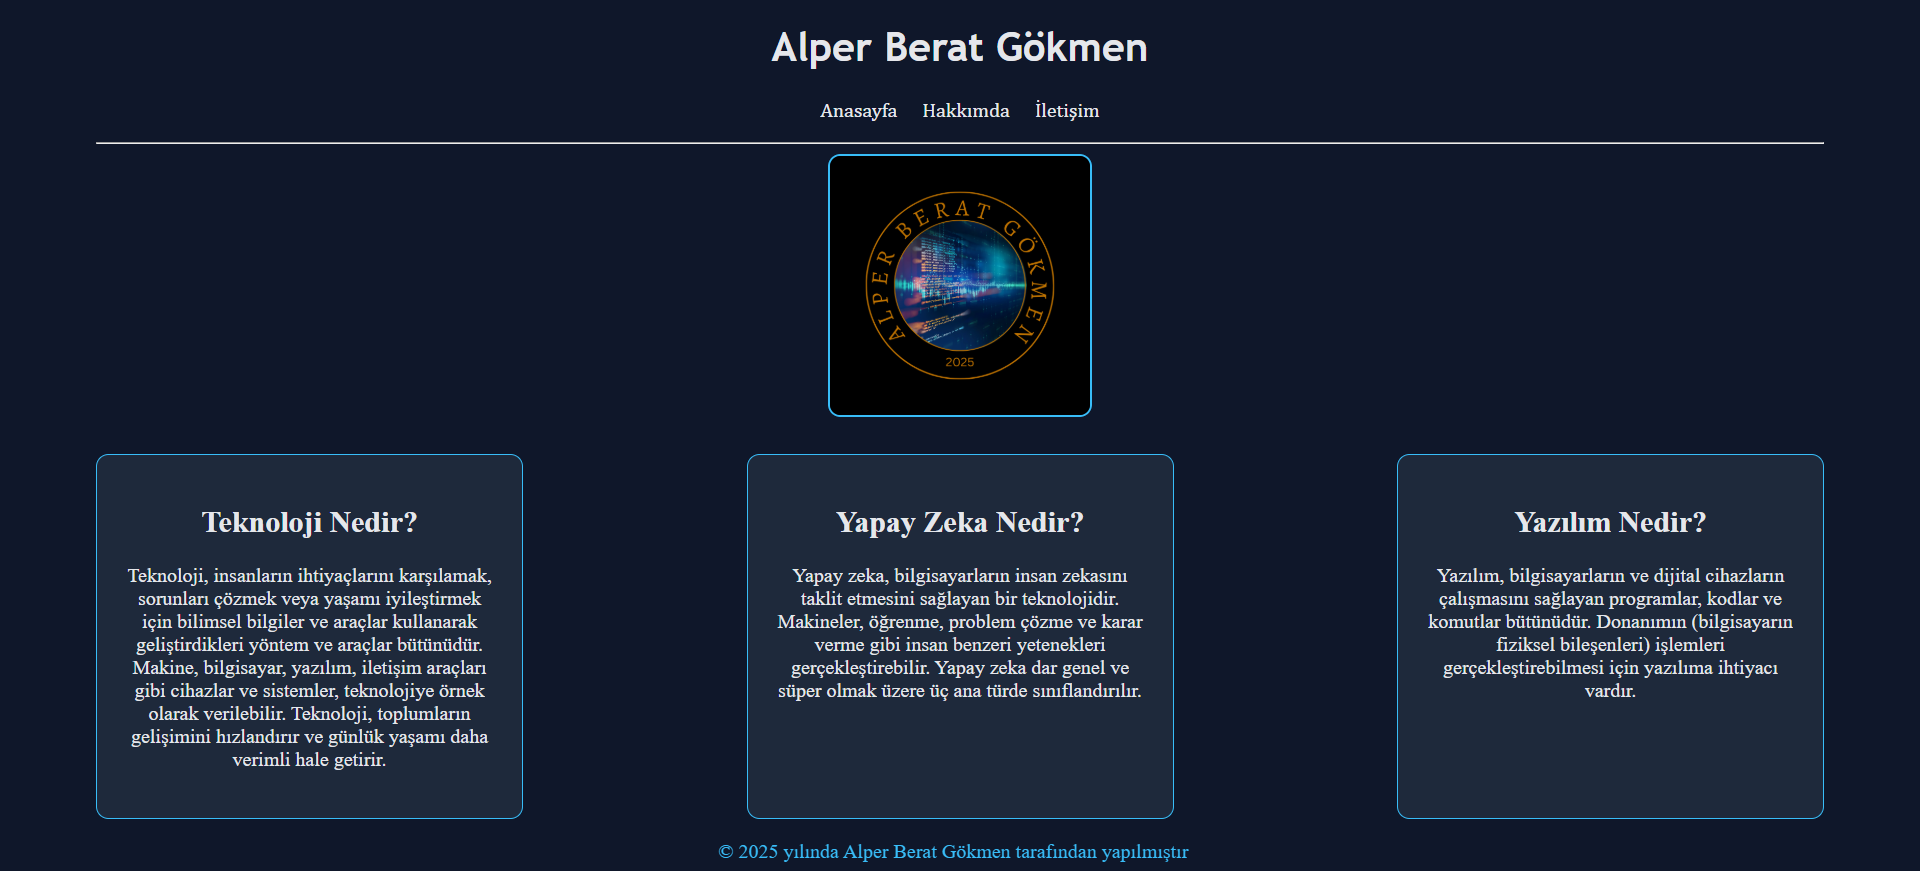 Alper Berat Gökmen
Anasayfa Hakkımda İletişim
ALPER BERAT GÖKMEN
2025
Teknoloji Nedir?
Teknoloji, insanların ihtiyaçlarını karşılamak,
sorunları çözmek veya yaşamı iyileştirmek
için bilimsel bilgiler ve araçlar kullanarak
geliştirdikleri yöntem ve araçlar bütünüdür.
Makine, bilgisayar, yazılım, iletişim araçları
gibi cihazlar ve sistemler, teknolojiye örnek
olarak verilebilir. Teknoloji, toplumların
gelişimini hızlandırır ve günlük yaşamı daha
verimli hale getirir.
Yapay Zeka Nedir?
Yapay zeka, bilgisayarların insan zekasını
taklit etmesini sağlayan bir teknolojidir.
Makineler, öğrenme, problem çözme ve karar
verme gibi insan benzeri yetenekleri
gerçekleştirebilir. Yapay zeka dar genel ve
süper olmak üzere üç ana türde sınıflandırılır.
Yazılım Nedir?
Yazılım, bilgisayarların ve dijital cihazların
çalışmasını sağlayan programlar, kodlar ve
komutlar bütünüdür. Donanımın (bilgisayarın
fiziksel bileşenleri) işlemleri
gerçekleştirebilmesi için yazılıma ihtiyacı
vardır.
© 2025 yılında Alper Berat Gökmen tarafından yapılmıştır